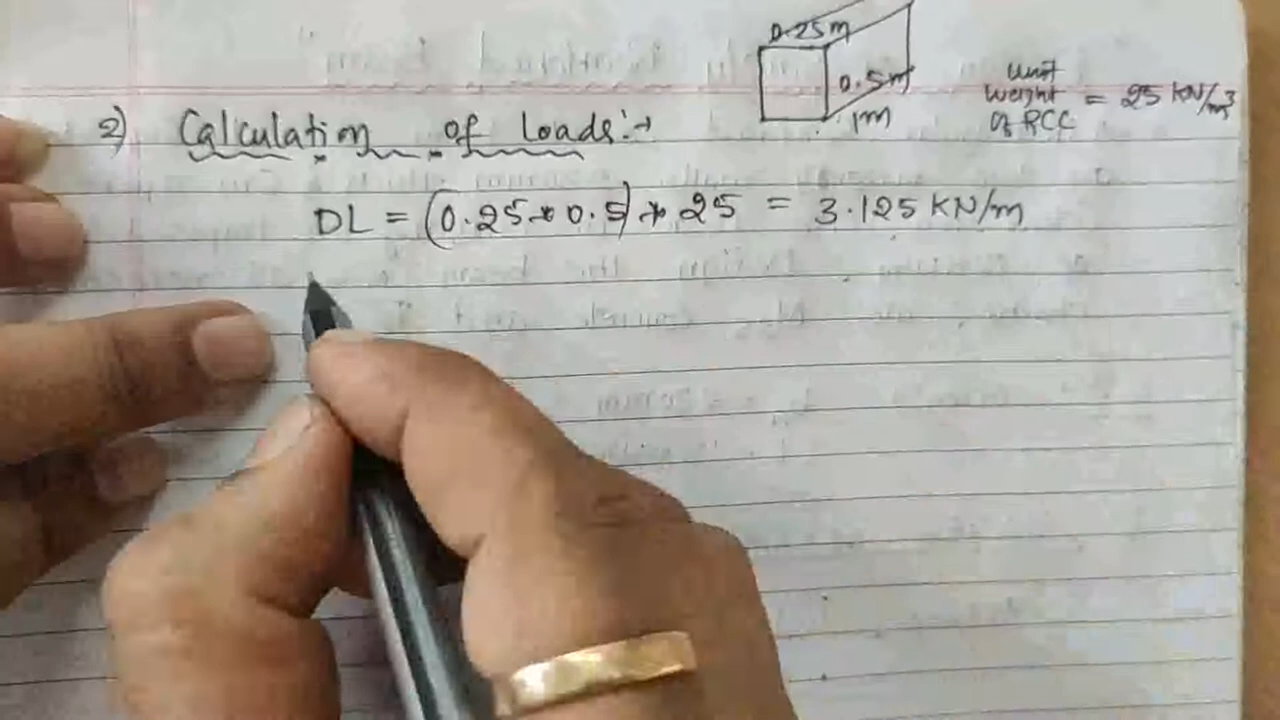 0.25m
0.5m
1m
unit
weight
of RCC
= 25 KN/m³
2) Calculation of Loads:→
DL = (0.25 * 0.5) * 25 = 3.125 KN/m